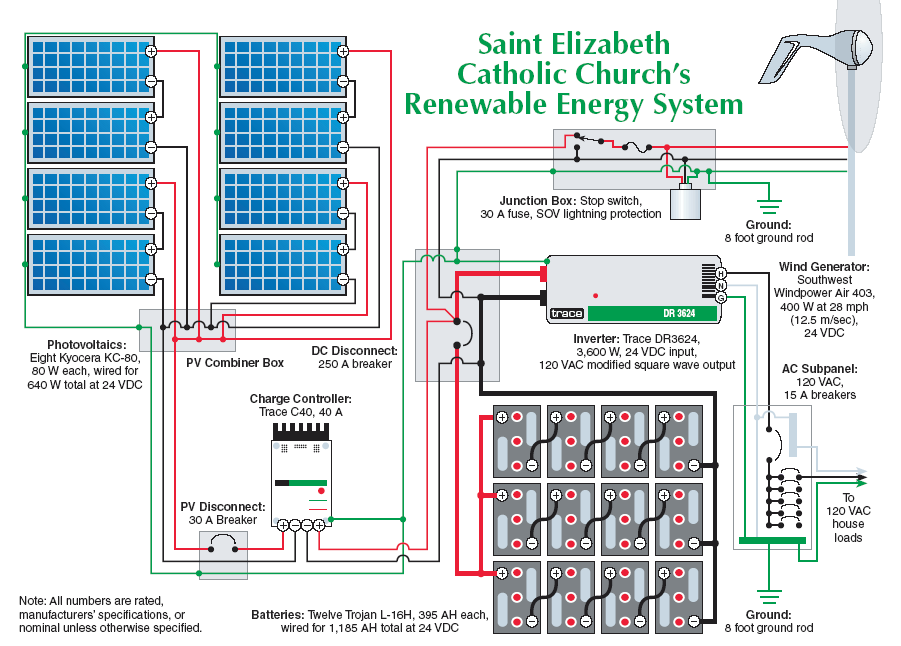 Saint Elizabeth
Catholic Church's
Renewable Energy System
Junction Box: Stop switch,
30 A fuse, SOV lightning protection
Ground:
8 foot ground rod
Wind Generator:
Southwest
Windpower Air 403,
400 W at 28 mph
(12.5 m/sec),
24 VDC
Photovoltaics:
Eight Kyocera KC-80,
80 W each, wired for
640 W total at 24 VDC
PV Combiner Box
DC Disconnect:
250 A breaker
trace
DR 3624
H
N
G
Inverter: Trace DR3624,
3,600 W, 24 VDC input,
120 VAC modified square wave output
AC Subpanel:
120 VAC,
15 A breakers
Charge Controller:
Trace C40, 40 A
PV Disconnect:
30 A Breaker
To
120 VAC
house
loads
Note: All numbers are rated,
manufacturers' specifications, or
nominal unless otherwise specified.
Batteries: Twelve Trojan L-16H, 395 AH each,
wired for 1,185 AH total at 24 VDC
Ground:
8 foot ground rod